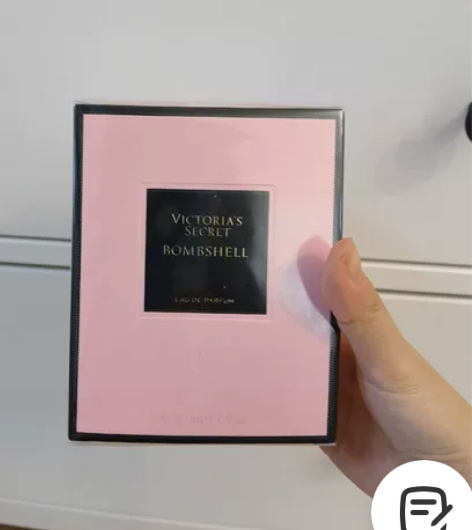 VICTORIA'S
SECRET
BOMBSHELL
EAU DE PARFUM